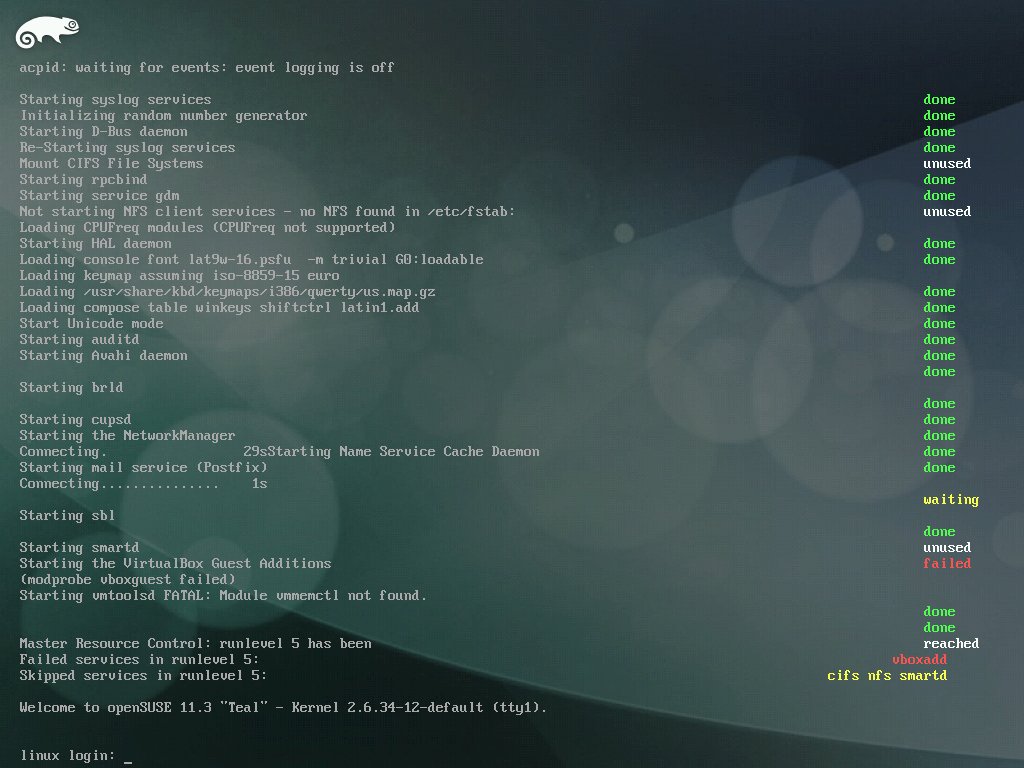 acpid: waiting for events: event logging is off
Starting syslog services done
Initializing random number generator done
Starting D-Bus daemon done
Re-Starting syslog services done
Mount CIFS File Systems unused
Starting rpcbind done
Starting service gdm done
Not starting NFS client services - no NFS found in /etc/fstab: unused
Loading CPUFreq modules (CPUFreq not supported)
Starting HAL daemon done
Loading console font lat9w-16.psfu  -m trivial G0:loadable done
Loading keymap assuming iso-8859-15 euro
Loading /usr/share/kbd/keymaps/i386/qwerty/us.map.gz done
Loading compose table winkeys shiftctrl latin1.add done
Start Unicode mode done
Starting auditd done
Starting Avahi daemon done
done
Starting brld
done
Starting cupsd done
Starting the NetworkManager done
Connecting. 29sStarting Name Service Cache Daemon done
Starting mail service (Postfix) done
Connecting............... 1s
waiting
Starting sbl
done
Starting smartd unused
Starting the VirtualBox Guest Additions failed
(modprobe vboxguest failed)
Starting vmtoolsd FATAL: Module vmmemctl not found.
done
done
Master Resource Control: runlevel 5 has been reached
Failed services in runlevel 5: vboxadd
Skipped services in runlevel 5: cifs nfs smartd
Welcome to openSUSE 11.3 "Teal" - Kernel 2.6.34-12-default (tty1).
linux login: _